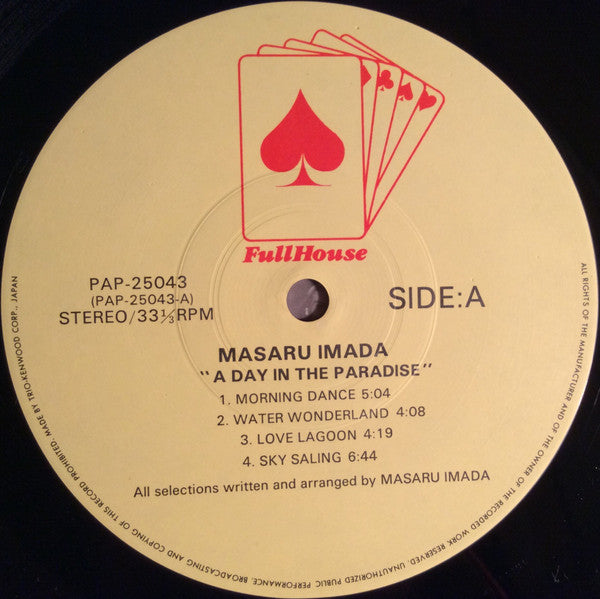 FullHouse
PAP-25043
(PAP-25043-A)
STEREO/33⅓RPM
SIDE:A
MASARU IMADA
"A DAY IN THE PARADISE"
1. MORNING DANCE 5:04
2. WATER WONDERLAND 4:08
3. LOVE LAGOON 4:19
4. SKY SALING 6:44
All selections written and arranged by MASARU IMADA
ALL RIGHTS OF THE MANUFACTURER AND OF THE OWNER OF THE RECORDED WORK RESERVED. UNAUTHORIZED PUBLIC PERFORMANCE, BROADCASTING AND COPYING OF THIS RECORD PROHIBITED. MADE BY TRIO-KENWOOD CORP., JAPAN